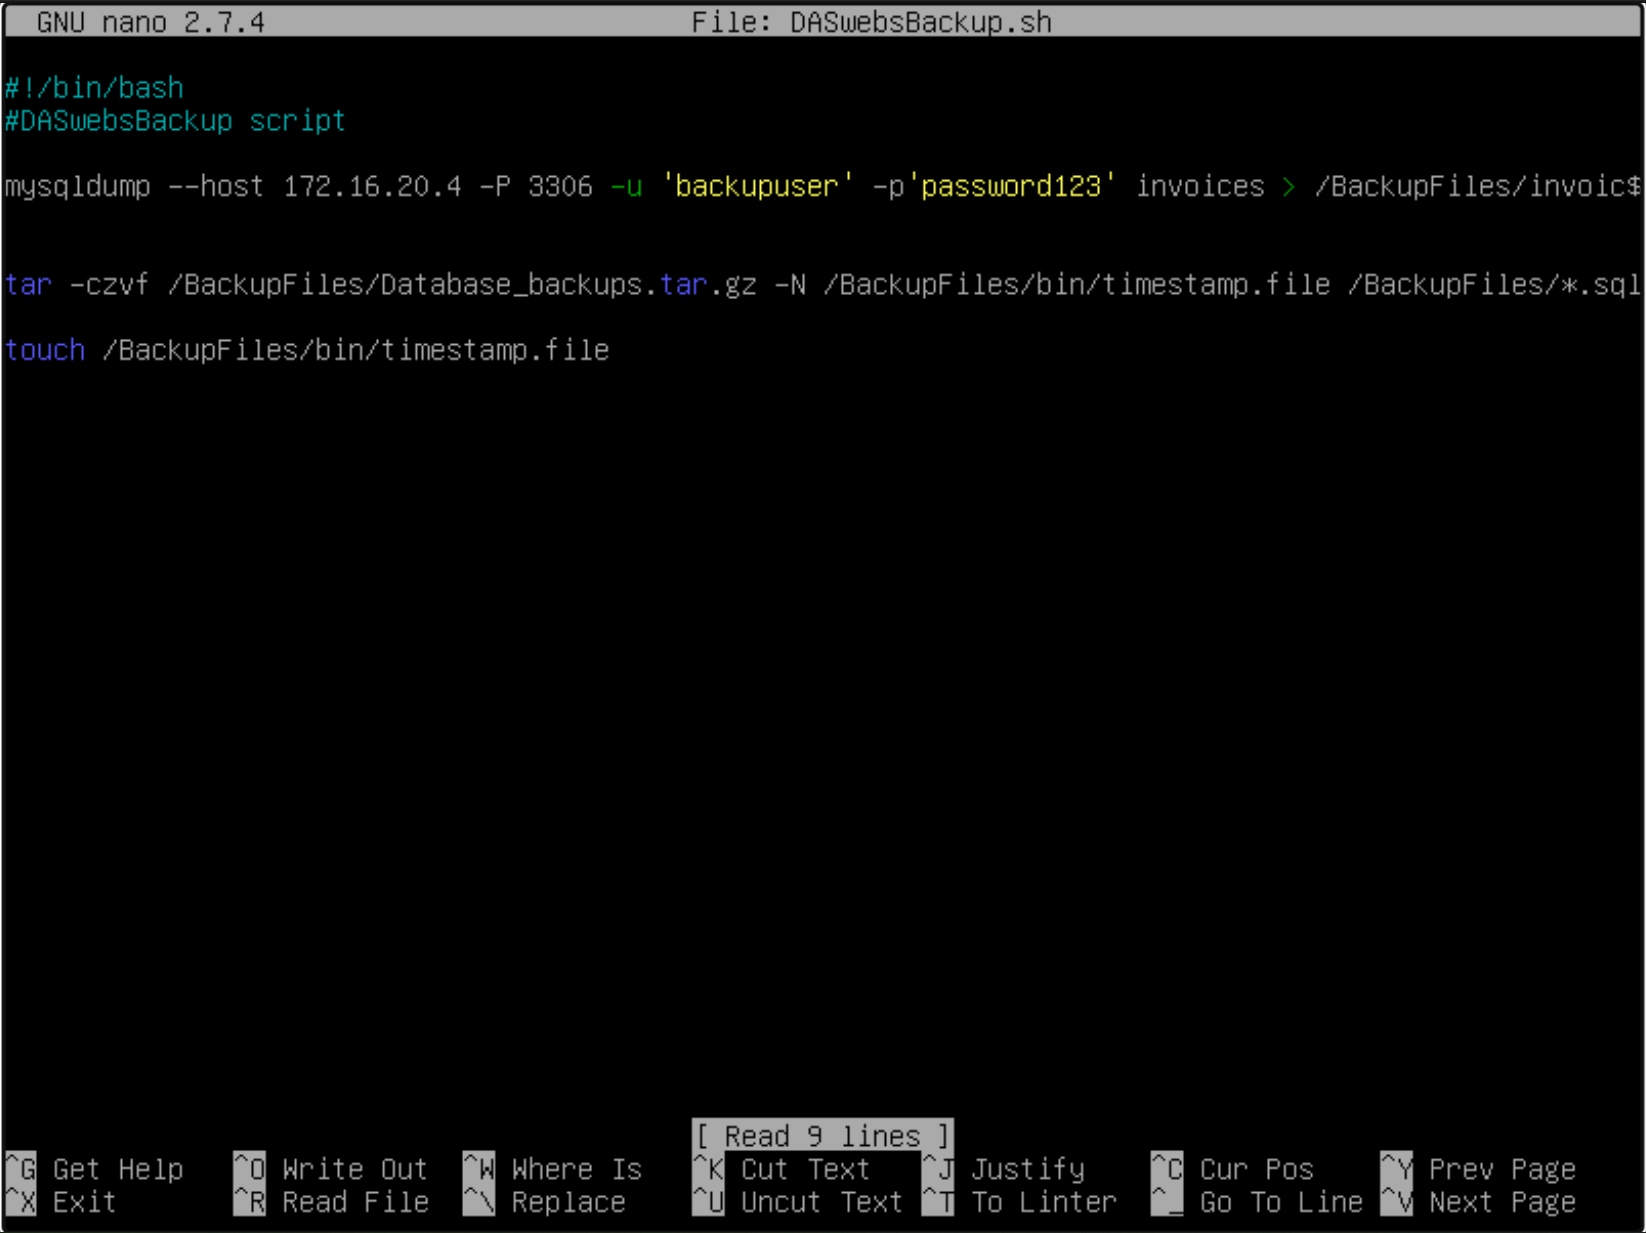 GNU nano 2.7.4 File: DASwebsBackup.sh
#!/bin/bash
#DASwebsBackup script
mysqldump --host 172.16.20.4 -P 3306 -u 'backupuser' -p'password123' invoices > /BackupFiles/invoic$
tar -czvf /BackupFiles/Database_backups.tar.gz -N /BackupFiles/bin/timestamp.file /BackupFiles/*.sql
touch /BackupFiles/bin/timestamp.file
[ Read 9 lines ]
^G Get Help ^O Write Out ^W Where Is ^K Cut Text ^J Justify ^C Cur Pos ^Y Prev Page
^X Exit ^R Read File ^\ Replace ^U Uncut Text ^T To Linter ^_ Go To Line ^V Next Page